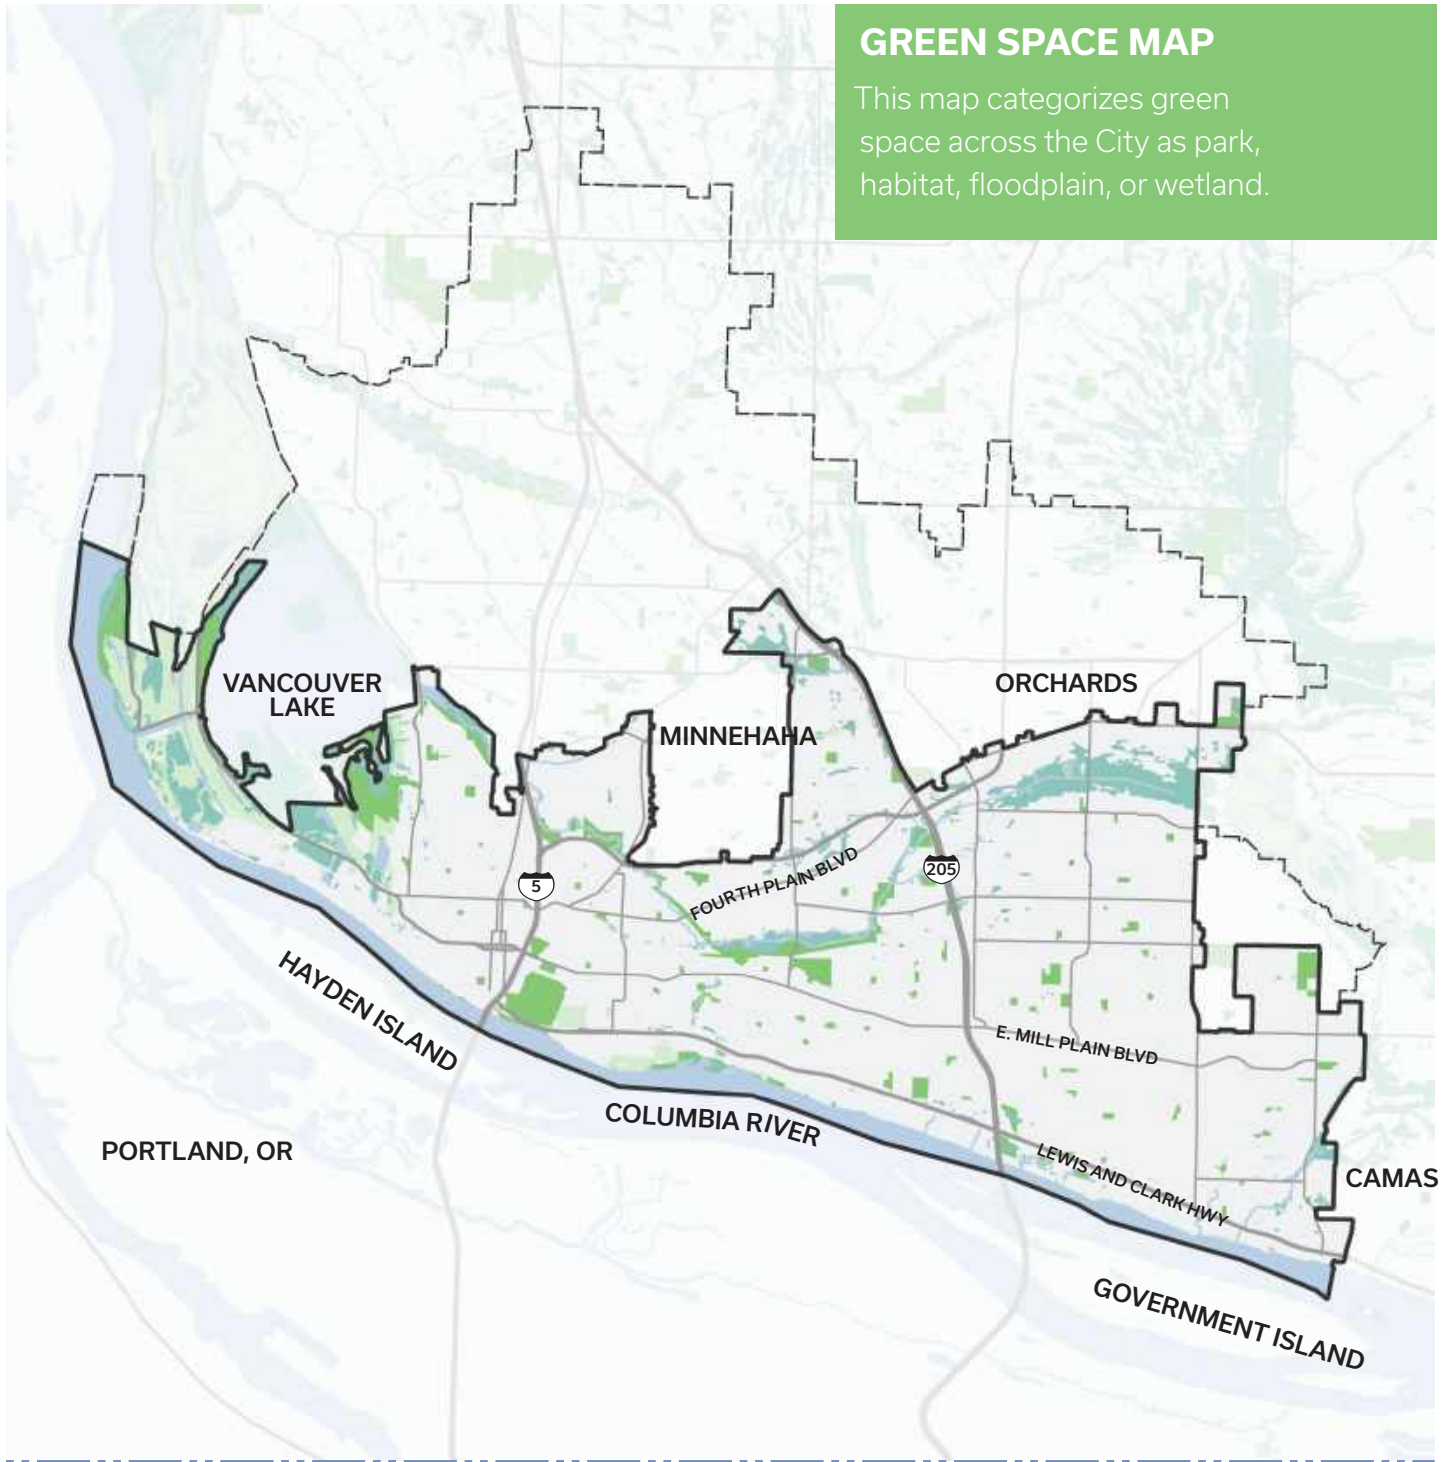 GREEN SPACE MAP
This map categorizes green
space across the City as park,
habitat, floodplain, or wetland.
VANCOUVER
LAKE
ORCHARDS
MINNEHAHA
FOURTH PLAIN BLVD
205
5
HAYDEN ISLAND
E. MILL PLAIN BLVD
COLUMBIA RIVER
PORTLAND, OR
LEWIS AND CLARK HWY
CAMAS
GOVERNMENT ISLAND